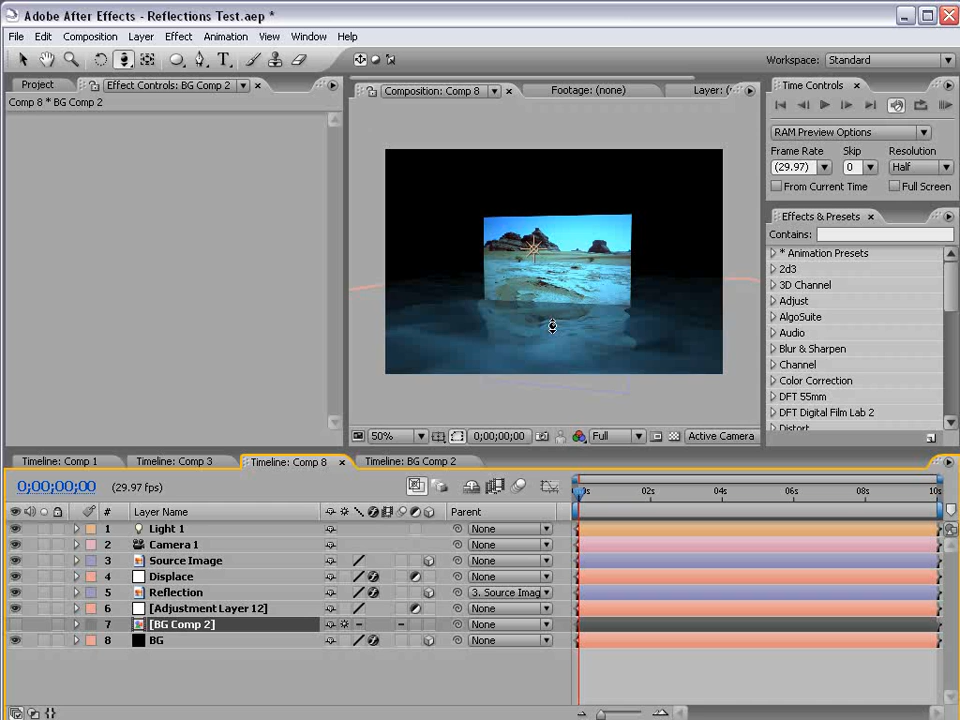 Adobe After Effects - Reflections Test.aep *
File Edit Composition Layer Effect Animation View Window Help
Workspace: Standard
Project Effect Controls: BG Comp 2
Comp 8 * BG Comp 2
Composition: Comp 8 Footage: (none) Layer: (
Time Controls
RAM Preview Options
Frame Rate Skip Resolution
(29.97) 0 Half
From Current Time Full Screen
Effects & Presets
Contains:
* Animation Presets
2d3
3D Channel
Adjust
AlgoSuite
Audio
Blur & Sharpen
Channel
Color Correction
DFT 55mm
DFT Digital Film Lab 2
Distort
50% 0;00;00;00 Full Active Camera
Timeline: Comp 1 Timeline: Comp 3 Timeline: Comp 8 Timeline: BG Comp 2
0;00;00;00 (29.97 fps)
0s 02s 04s 06s 08s 10s
# Layer Name Parent
1 Light 1 None
2 Camera 1 None
3 Source Image None
4 Displace None
5 Reflection 3. Source Imag
6 [Adjustment Layer 12] None
7 [BG Comp 2] None
8 BG None